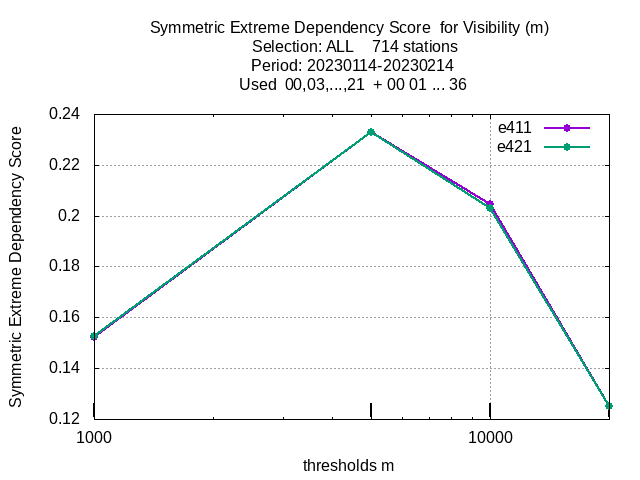 Symmetric Extreme Dependency Score  for Visibility (m)
Selection: ALL    714 stations
Period: 20230114-20230214
Used  00,03,...,21  + 00 01 ... 36
Symmetric Extreme Dependency Score
0.24
0.22
0.2
0.18
0.16
0.14
0.12
e411
e421
1000
10000
thresholds m